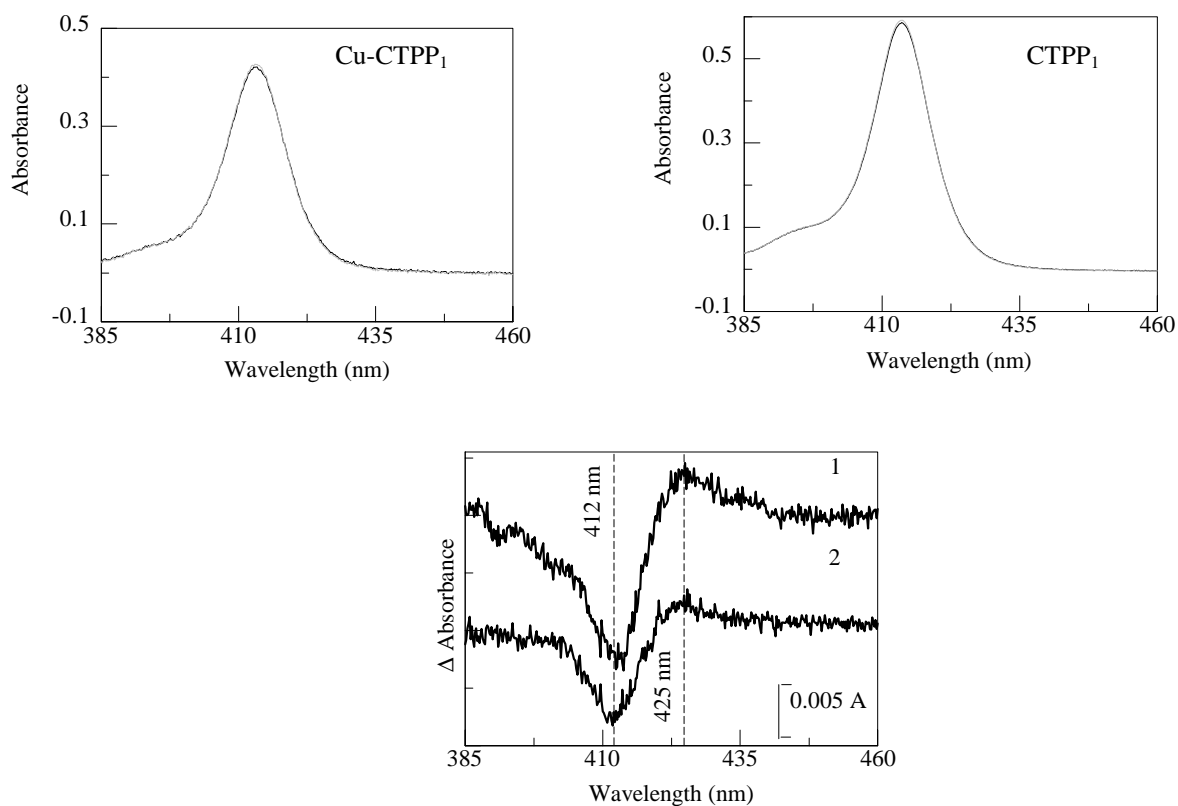 0.5
0.3
0.1
-0.1
Absorbance
Cu-CTPP1
385 410 435 460
Wavelength (nm)
0.5
0.3
0.1
-0.1
Absorbance
CTPP1
385 410 435 460
Wavelength (nm)
Δ Absorbance
412 nm
425 nm
1
2
0.005 A
385 410 435 460
Wavelength (nm)